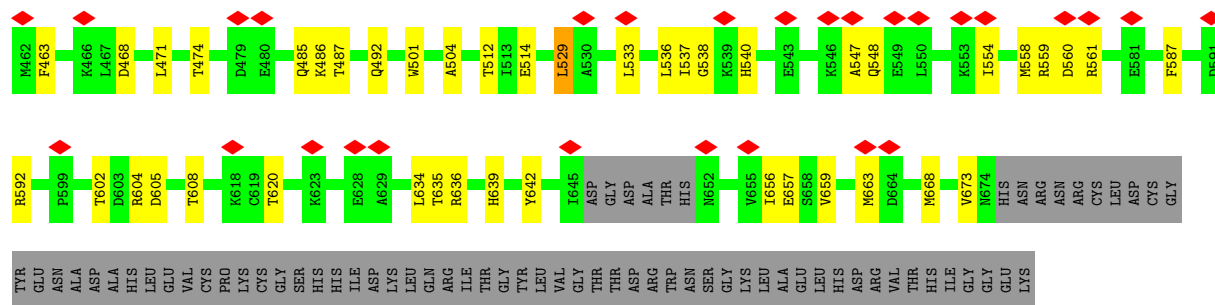 M462 F463 K466 L467 D468 L471 T474 D479 E480 Q485 K486 T487 Q492 W501 A504 T512 I513 E514 L529 A530 L533 L536 I537 G538 K539 H540 E543 K546 A547 Q548 E549 L550 K553 I554 M558 R559 D560 R561 E581 F587 D591
R592 P599 T602 D603 R604 D605 T608 K618 C619 T620 K623 E628 A629 L634 T635 R636 H639 Y642 I645 ASP GLY ASP ALA THR HIS N652 V655 I656 E657 S658 V659 M663 D664 M668 V673 N674 HIS ASN ARG ASN ARG CYS LEU ASP CYS GLY
TYR GLU ASN ALA ASP ALA HIS LEU GLU VAL CYS PRO LYS CYS GLY SER HIS HIS ILE ASP LYS LEU GLN ARG ILE THR GLY TYR LEU VAL GLY THR THR ASP ARG TRP ASN SER GLY LYS LEU ALA GLU LEU HIS ASP ARG VAL THR HIS ILE GLY GLY GLU LYS